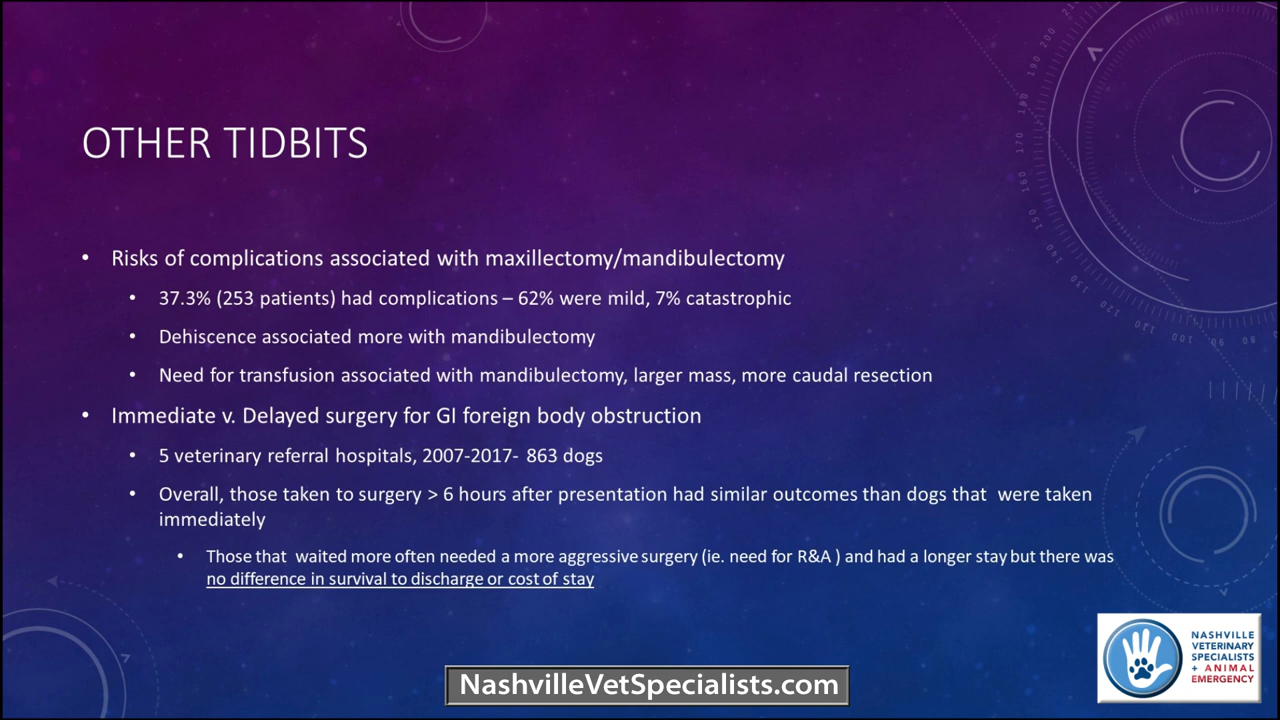 OTHER TIDBITS
• Risks of complications associated with maxillectomy/mandibulectomy
• 37.3% (253 patients) had complications – 62% were mild, 7% catastrophic
• Dehiscence associated more with mandibulectomy
• Need for transfusion associated with mandibulectomy, larger mass, more caudal resection
• Immediate v. Delayed surgery for GI foreign body obstruction
• 5 veterinary referral hospitals, 2007-2017- 863 dogs
• Overall, those taken to surgery > 6 hours after presentation had similar outcomes than dogs that were taken
immediately
• Those that waited more often needed a more aggressive surgery (ie. need for R&A ) and had a longer stay but there was
no difference in survival to discharge or cost of stay
NASHVILLE
VETERINARY
SPECIALISTS
+ ANIMAL
EMERGENCY
NashvilleVetSpecialists.com